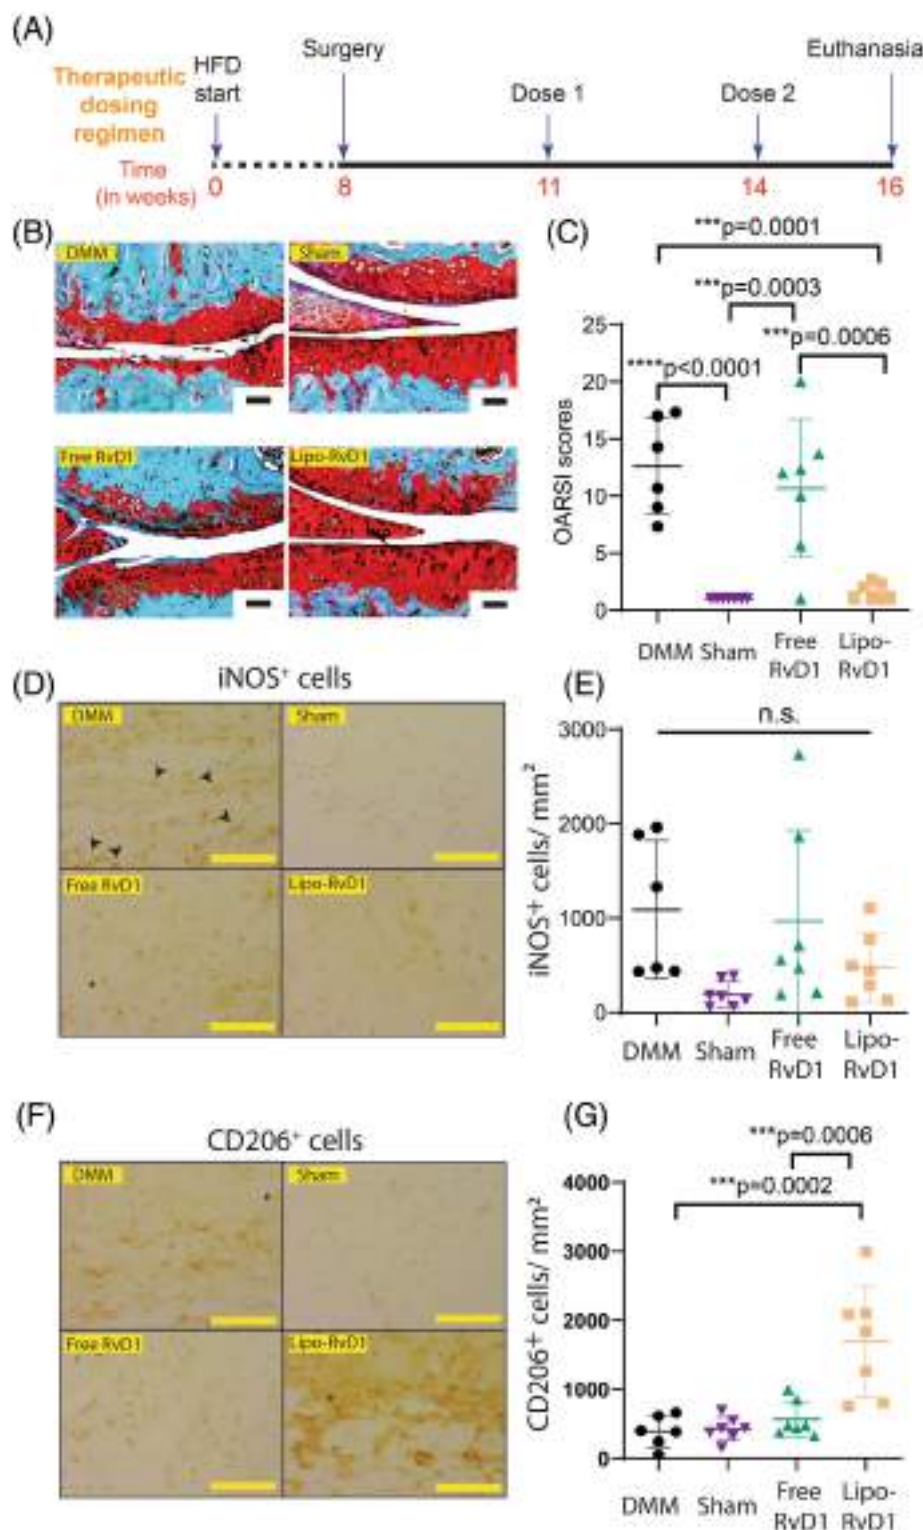 (A)
Therapeutic
dosing
regimen
HFD
start
Surgery
Dose 1
Dose 2
Euthanasia
Time
(in weeks)
0
8
11
14
16
(B)
DMM
Sham
Free RvD1
Lipo-RvD1
(C)
***p=0.0001
***p=0.0003
***p=0.0006
****p<0.0001
OARSI scores
25
20
15
10
5
0
DMM
Sham
Free
RvD1
Lipo-
RvD1
(D)
iNOS⁺ cells
DMM
Sham
Free RvD1
Lipo-RvD1
(E)
n.s.
iNOS⁺ cells/ mm²
3000
2000
1000
0
DMM
Sham
Free
RvD1
Lipo-
RvD1
(F)
CD206⁺ cells
DMM
Sham
Free RvD1
Lipo-RvD1
(G)
***p=0.0006
***p=0.0002
CD206⁺ cells/ mm²
4000
3000
2000
1000
0
DMM
Sham
Free
RvD1
Lipo-
RvD1